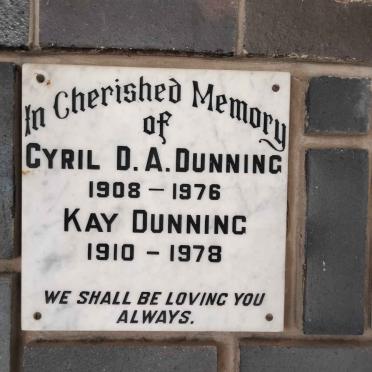 In Cherished Memory
of
CYRIL D. A. DUNNING
1908 - 1976
KAY DUNNING
1910 - 1978
WE SHALL BE LOVING YOU
ALWAYS.